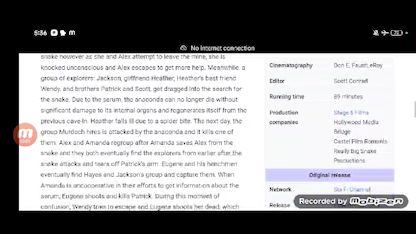 5:36
No internet connection
snake however as she and Alex attempt to leave the mine, she is
knocked unconscious and Alex escapes to get more help. Meanwhile, a
group of explorers: Jackson, girlfriend Heather, Heather's best friend
Wendy, and brothers Patrick and Scott, get dragged into the search for
the snake. Due to the serum, the anaconda can no longer die without
significant damage to its internal organs and regenerates itself from the
previous cave-in. Heather falls ill due to a spider bite. The next day, the
group Murdoch hires is attacked by the anaconda and it kills one of
them. Alex and Amanda regroup after Amanda saves Alex from the
snake and they both eventually find the explorers from earlier after the
snake attacks and tears off Patrick's arm. Eugene and his henchmen
eventually find Hayes and Jackson's group and capture them. When
Amanda is uncooperative in their efforts to get information about the
serum, Eugene shoots and kills Patrick. During this moment of
confusion, Wendy tries to escape and Eugene shoots her dead, which
Cinematography Don E. Fauntl, eRoy
Editor Scott Conrad
Running time 89 minutes
Production Stage 6 Films
companies Hollywood Media
Bridge
Castel Film Romania
Really Big Snake
Productions
Original release
Network Sci Fi Channel
Release
Recorded by
mobizen